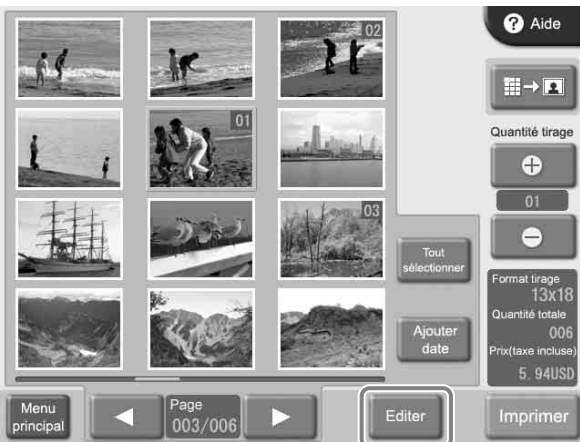 02
01
03
Aide
Quantité tirage
01
Tout
sélectionner
Ajouter
date
Format tirage
13x18
Quantité totale
006
Prix(taxe incluse)
5.94USD
Menu
principal
Page
003/006
Editer
Imprimer